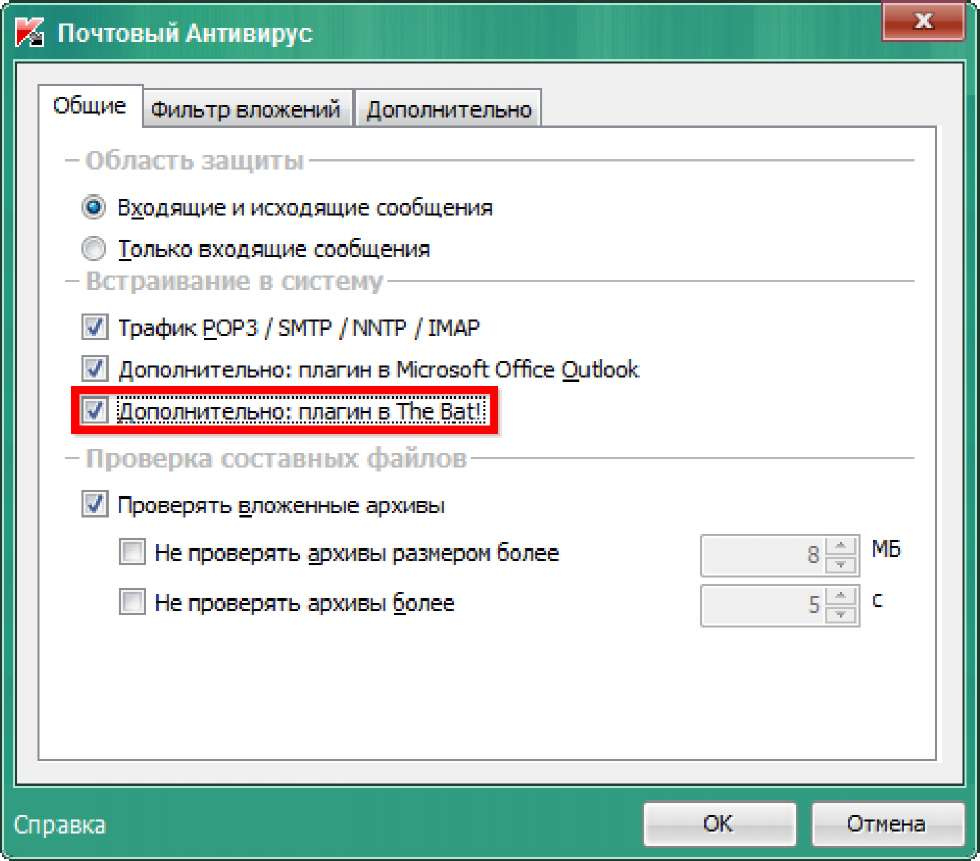 Почтовый Антивирус
x
Общие Фильтр вложений Дополнительно
Область защиты
Входящие и исходящие сообщения
Только входящие сообщения
Встраивание в систему
Трафик POP3 / SMTP / NNTP / IMAP
Дополнительно: плагин в Microsoft Office Outlook
Дополнительно: плагин в The Bat!
Проверка составных файлов
Проверять вложенные архивы
Не проверять архивы размером более 8 МБ
Не проверять архивы более 5 с
Справка OK Отмена